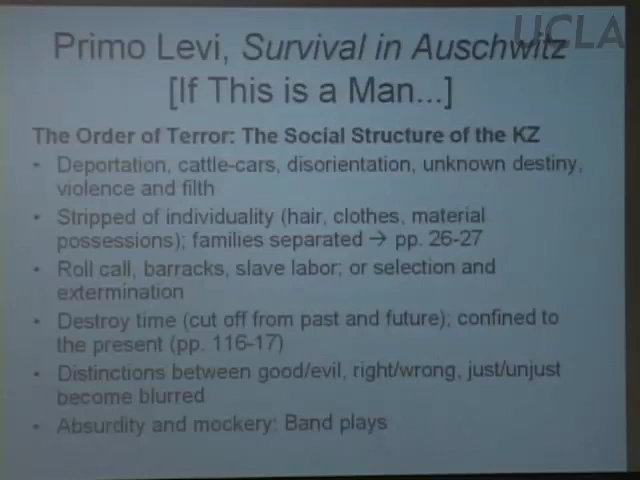 UCLA
Primo Levi, Survival in Auschwitz
[If This is a Man...]
The Order of Terror: The Social Structure of the KZ
• Deportation, cattle-cars, disorientation, unknown destiny,
violence and filth
• Stripped of individuality (hair, clothes, material
possessions); families separated → pp. 26-27
• Roll call, barracks, slave labor; or selection and
extermination
• Destroy time (cut off from past and future); confined to
the present (pp. 116-17)
• Distinctions between good/evil, right/wrong, just/unjust
become blurred
• Absurdity and mockery: Band plays